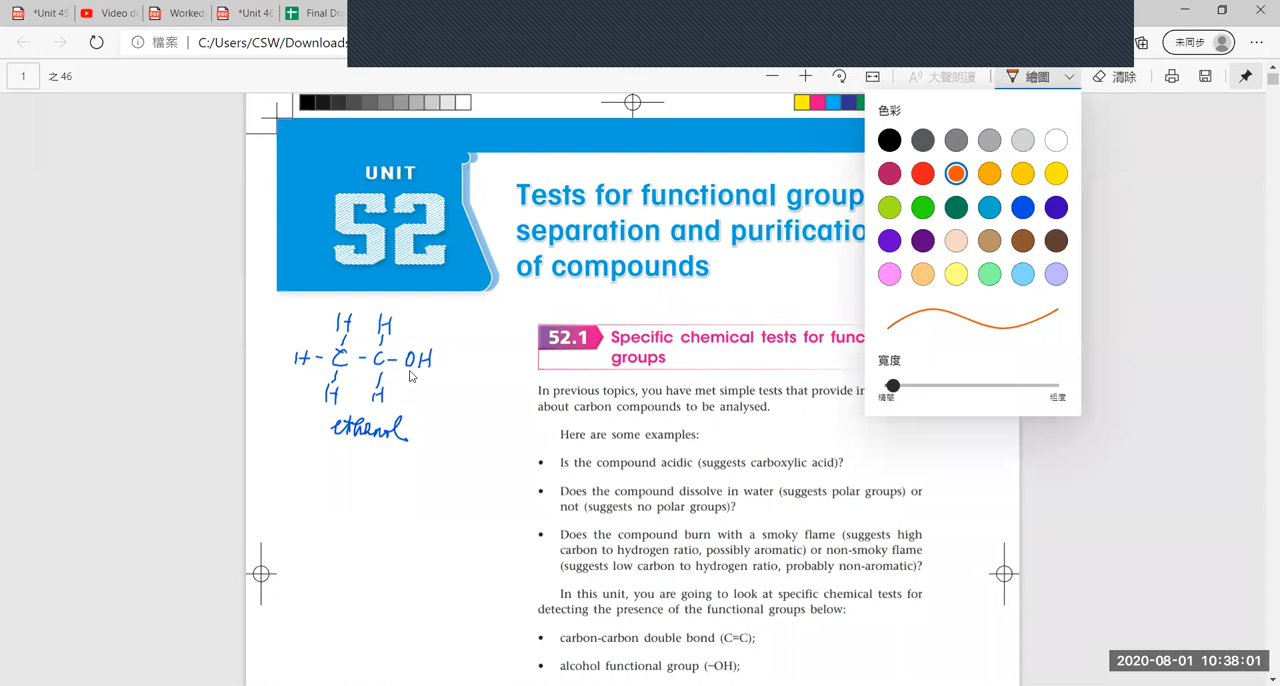 *Unit 45
Video d
Worked
*Unit 46
Final Dr
檔案
C:/Users/CSW/Downloads
未同步
1 之 46
大聲朗讀
繪圖
清除
色彩
寬度
UNIT
52
Tests for functional group
separation and purificatio
of compounds
H H
H - C - C - OH
H H
ethanol
52.1 Specific chemical tests for func
groups
In previous topics, you have met simple tests that provide in
about carbon compounds to be analysed.
Here are some examples:
• Is the compound acidic (suggests carboxylic acid)?
• Does the compound dissolve in water (suggests polar groups) or
not (suggests no polar groups)?
• Does the compound burn with a smoky flame (suggests high
carbon to hydrogen ratio, possibly aromatic) or non-smoky flame
(suggests low carbon to hydrogen ratio, probably non-aromatic)?
In this unit, you are going to look at specific chemical tests for
detecting the presence of the functional groups below:
• carbon-carbon double bond (C=C);
• alcohol functional group (–OH);
2020-08-01 10:38:01